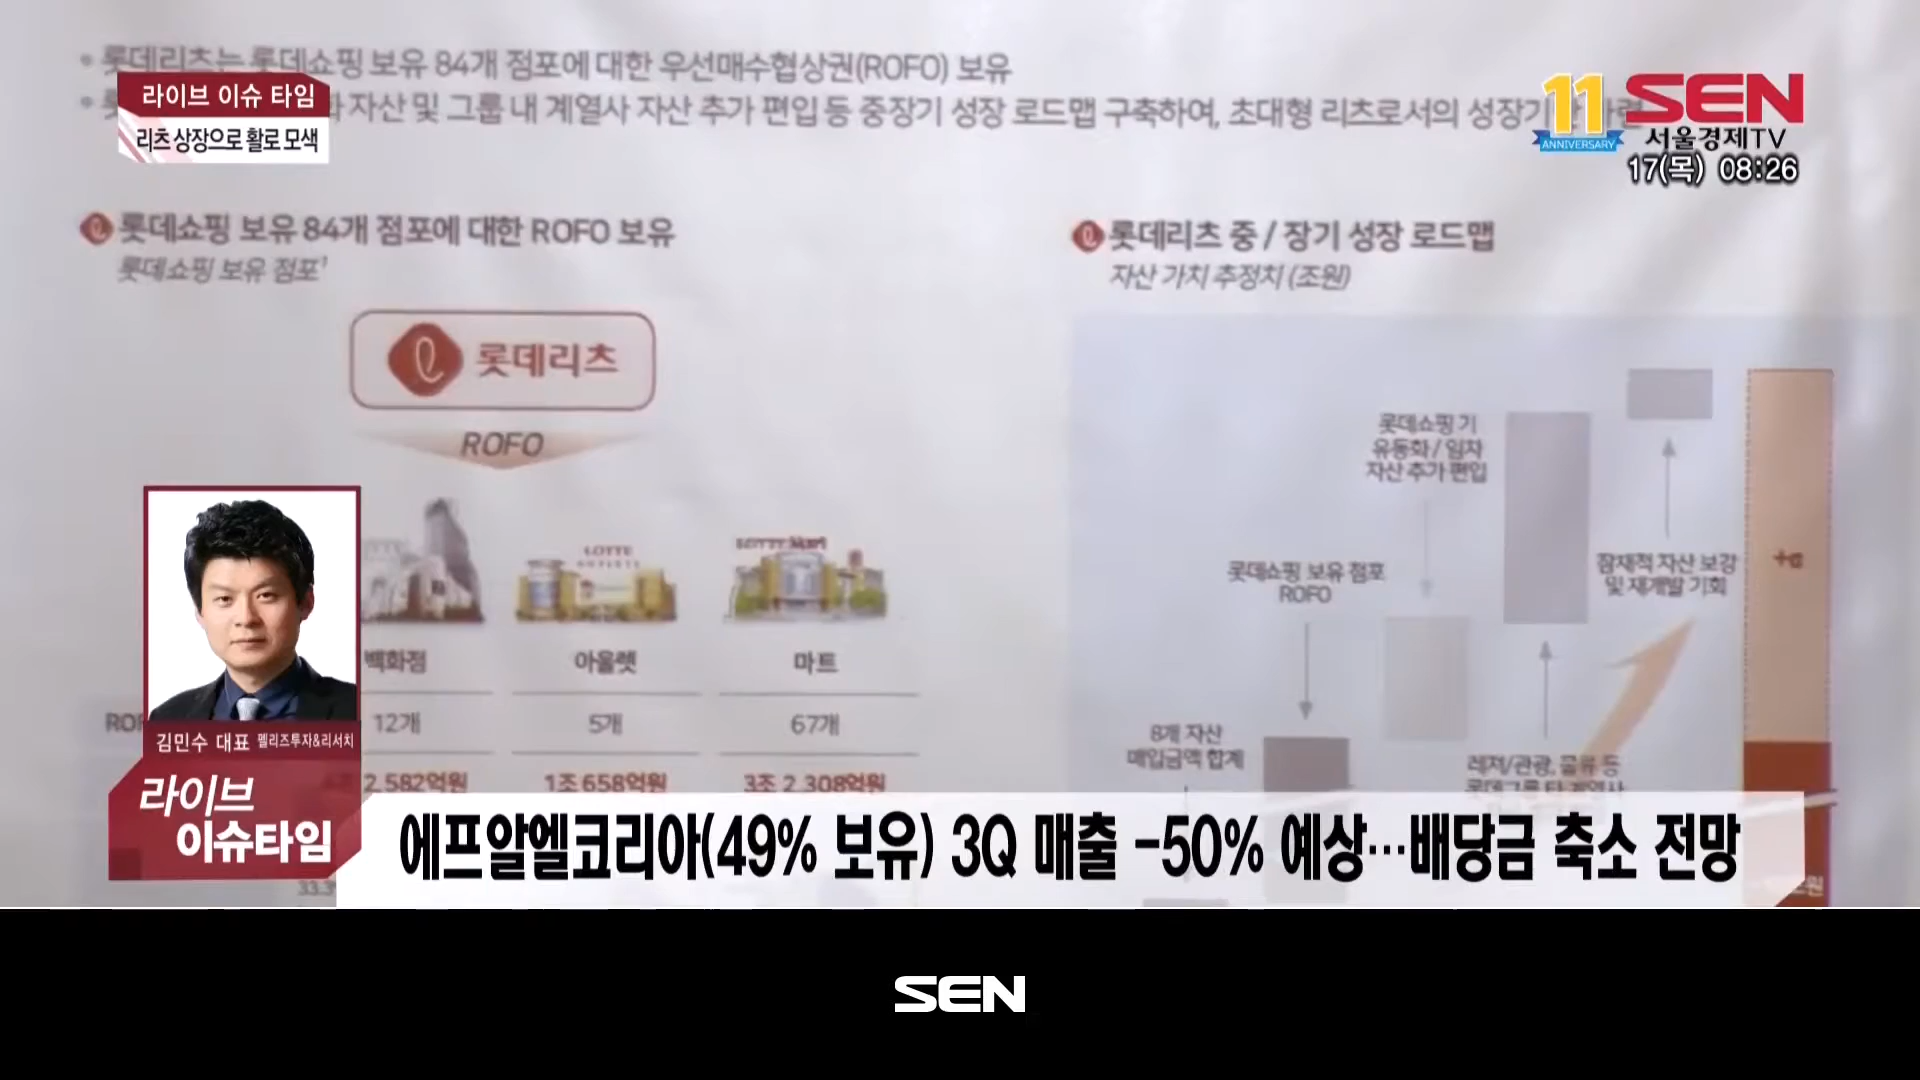 롯데리츠는 롯데쇼핑 보유 84개 점포에 대한 우선매수협상권(ROFO) 보유
자산 및 그룹 내 계열사 자산 추가 편입 등 중장기 성장 로드맵 구축하여, 초대형 리츠로서의
라이브 이슈 타임
리츠 상장으로 활로 모색
11
ANNIVERSARY
SEN
서울경제TV
17(목) 08:26
롯데쇼핑 보유 84개 점포에 대한 ROFO 보유
롯데쇼핑 보유 점포¹
롯데리츠
ROFO
LOTTE
백화점
아울렛
마트
12개
5개
67개
2,582억원
1조 658억원
3조 2,308억원
롯데리츠 중 / 장기 성장 로드맵
자산 가치 추정치 (조원)
8개 자산
매입금액 합계
롯데쇼핑 보유 점포
ROFO
롯데쇼핑 기
유동화 / 임차
자산 추가 편입
레져/관광, 물류 등
잠재적 자산 보강
및 재개발 기회
김민수 대표 펠리즈투자&리서치
라이브
이슈타임
에프알엘코리아(49% 보유) 3Q 매출 -50% 예상…배당금 축소 전망
SEN